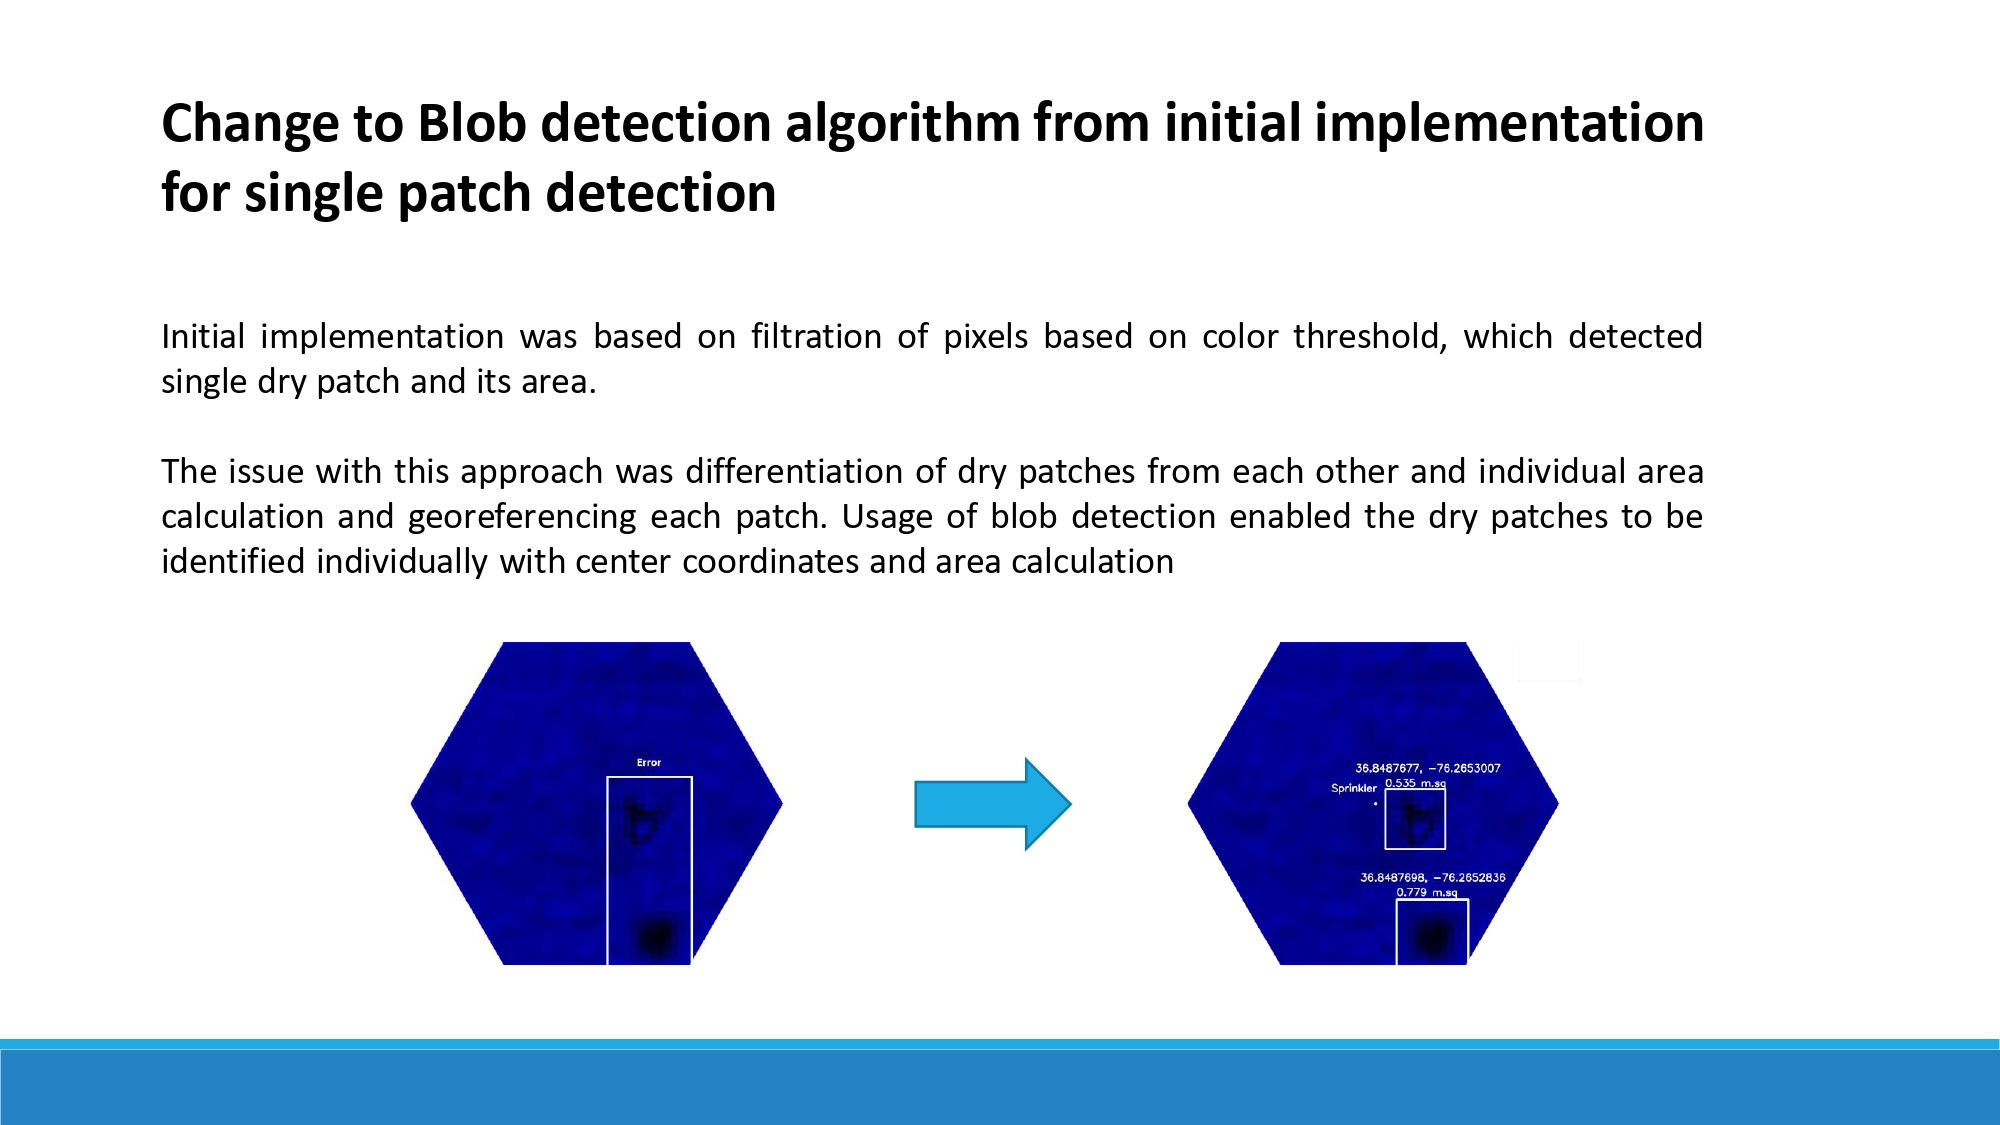 Change to Blob detection algorithm from initial implementation
for single patch detection
Initial implementation was based on filtration of pixels based on color threshold, which detected
single dry patch and its area.
The issue with this approach was differentiation of dry patches from each other and individual area
calculation and georeferencing each patch. Usage of blob detection enabled the dry patches to be
identified individually with center coordinates and area calculation
Error
36.8487677, -76.2653007
0.535 m.sq
Sprinkler
36.8487698, -76.2652836
0.779 m.sq